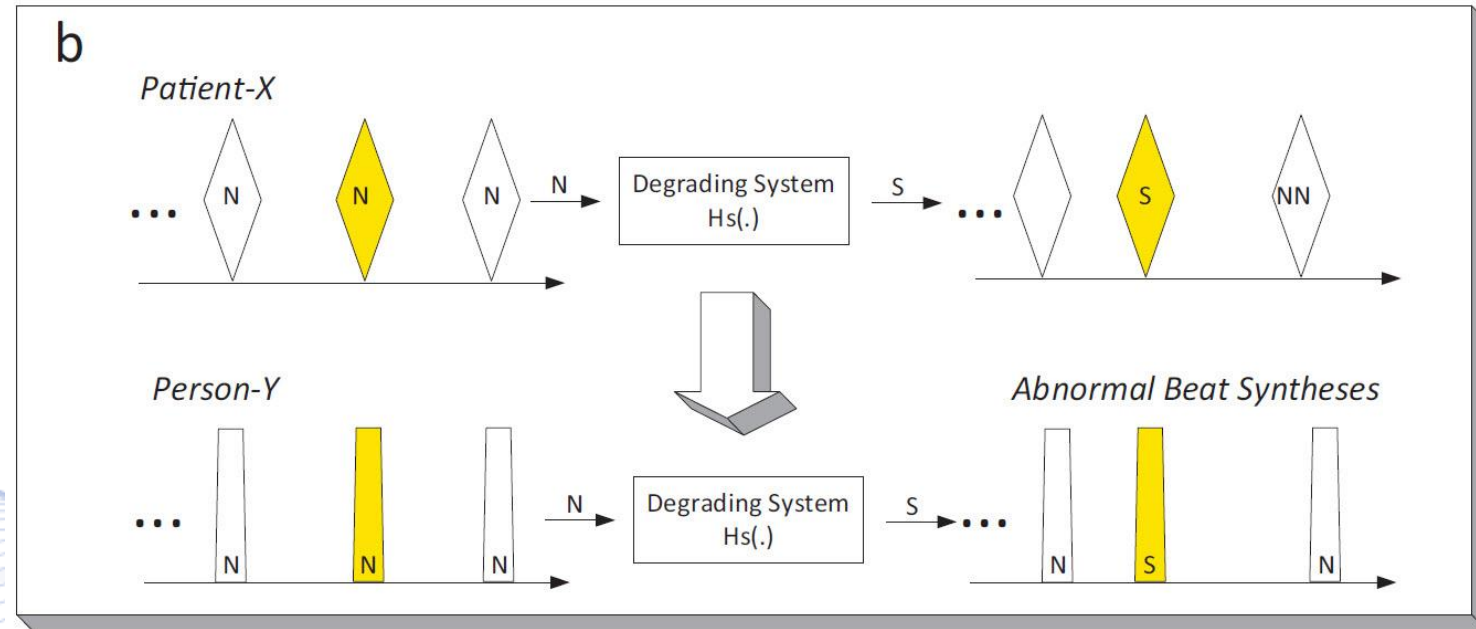 b
Patient-X
N
N
N
N
Degrading System
Hs(.)
S
...
...
S
NN
Person-Y
Abnormal Beat Syntheses
N
N
N
N
Degrading System
Hs(.)
S
...
...
N
S
N